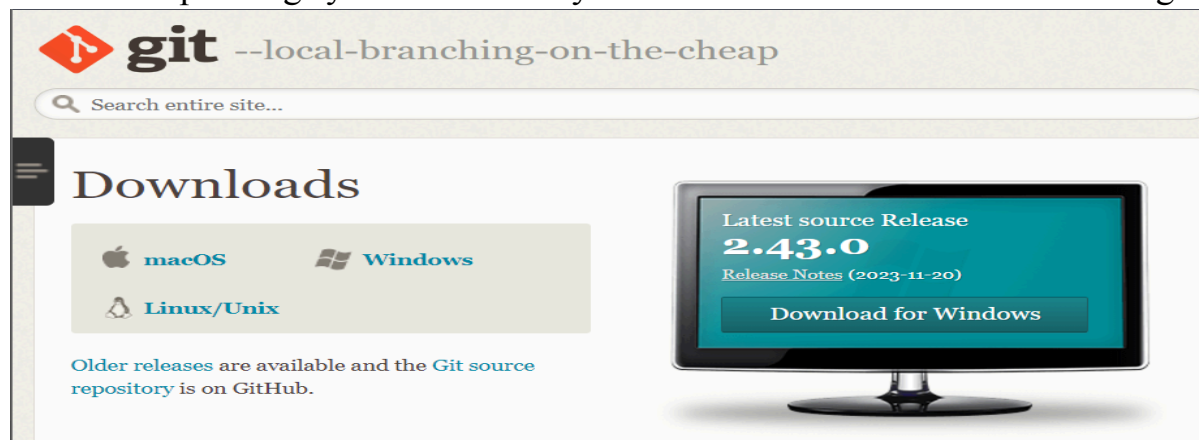 git --local-branching-on-the-cheap
Search entire site...
Downloads
macOS
Windows
Linux/Unix
Older releases are available and the Git source
repository is on GitHub.
Latest source Release
2.43.0
Release Notes (2023-11-20)
Download for Windows